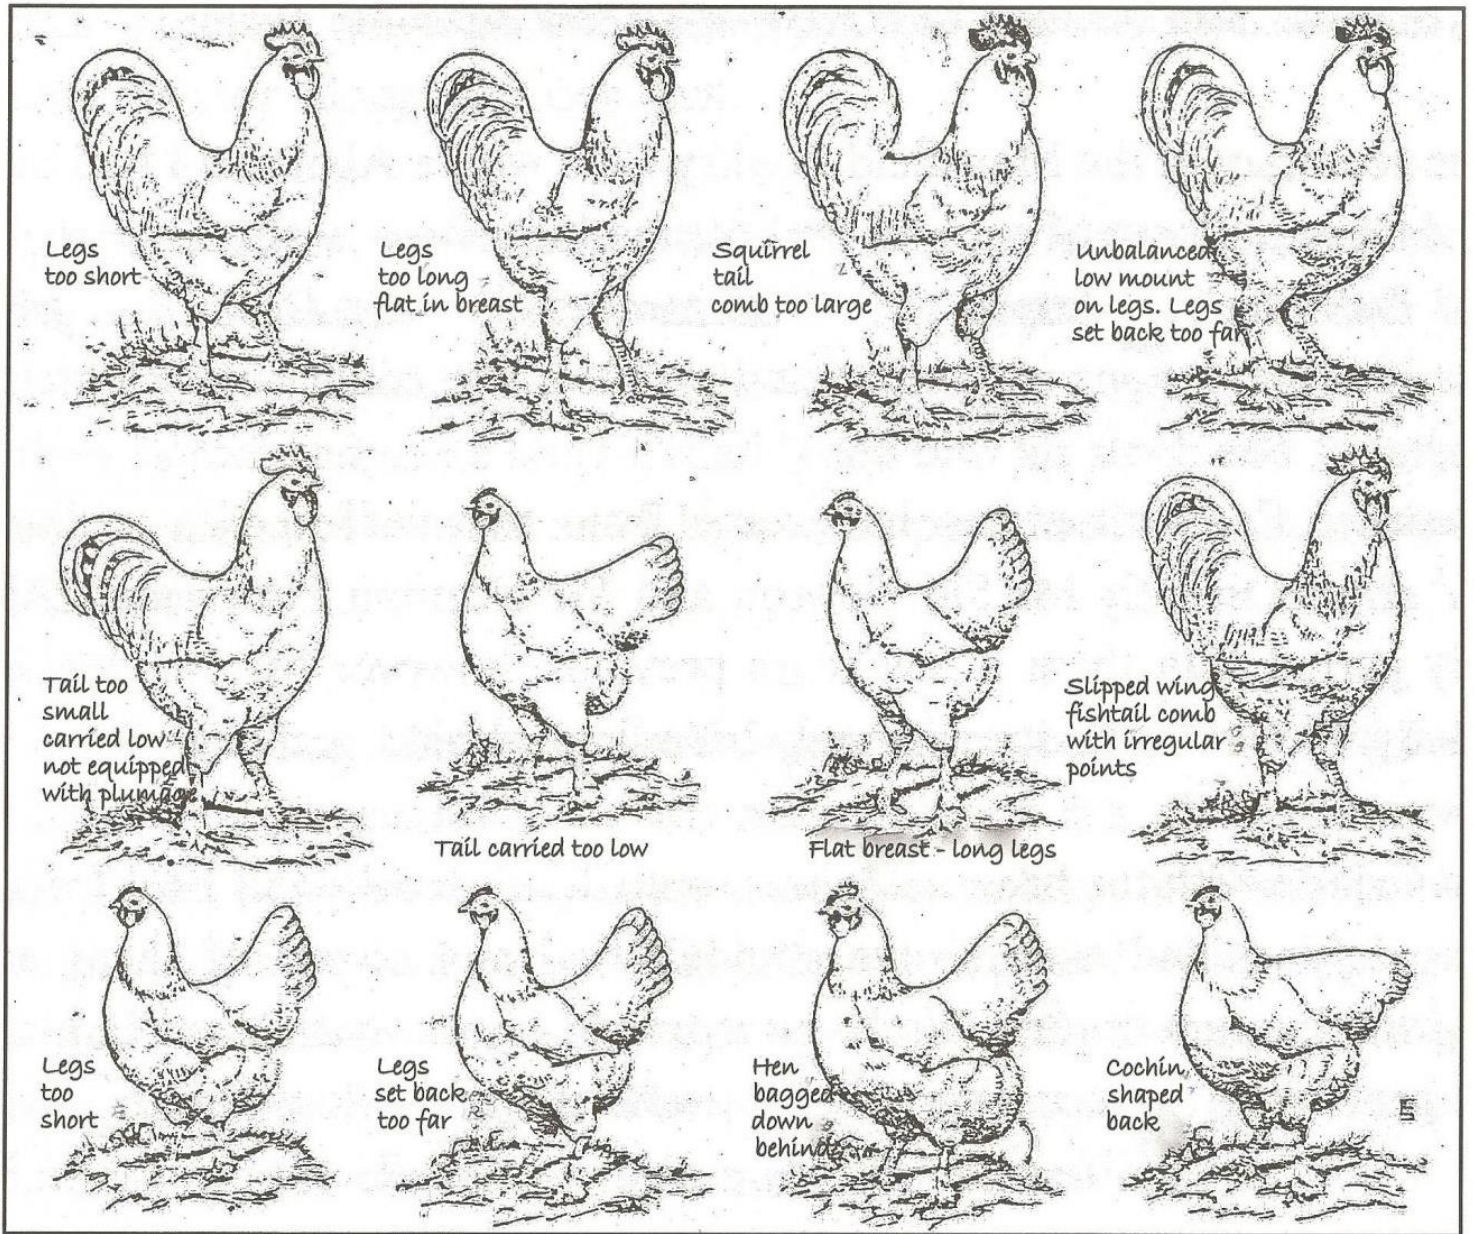 Legs
too short
Legs
too long
flat in breast
Squirrel
tail
comb too large
Unbalanced
low mount
on legs. Legs
set back too far
Tail too
small
carried low
not equipped
with plumage
Tail carried too low
Flat breast - long legs
Slipped wing
fishtail comb
with irregular
points
Legs
too
short
Legs
set back
too far
Hen
bagged
down
behind
Cochin
shaped
back